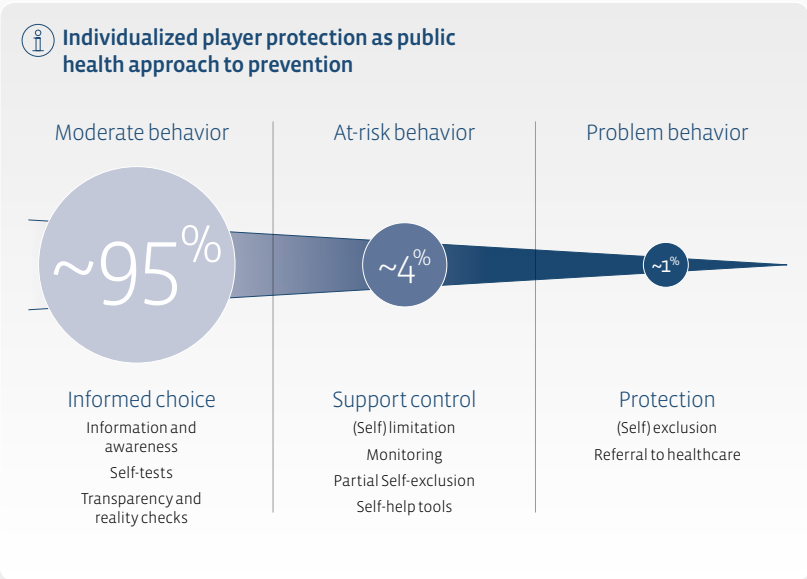 Individualized player protection as public
health approach to prevention
Moderate behavior
At-risk behavior
Problem behavior
~95%
~4%
~1%
Informed choice
Information and
awareness
Self-tests
Transparency and
reality checks
Support control
(Self) limitation
Monitoring
Partial Self-exclusion
Self-help tools
Protection
(Self) exclusion
Referral to healthcare